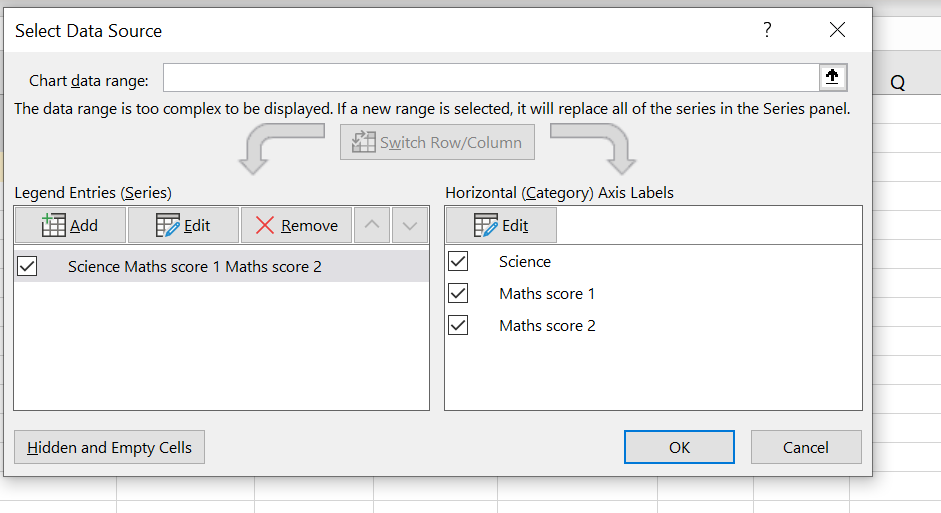 Select Data Source ?
Chart data range:
Q
The data range is too complex to be displayed. If a new range is selected, it will replace all of the series in the Series panel.
Switch Row/Column
Legend Entries (Series)
Add Edit Remove
Science Maths score 1 Maths score 2
Horizontal (Category) Axis Labels
Edit
Science
Maths score 1
Maths score 2
Hidden and Empty Cells
OK Cancel